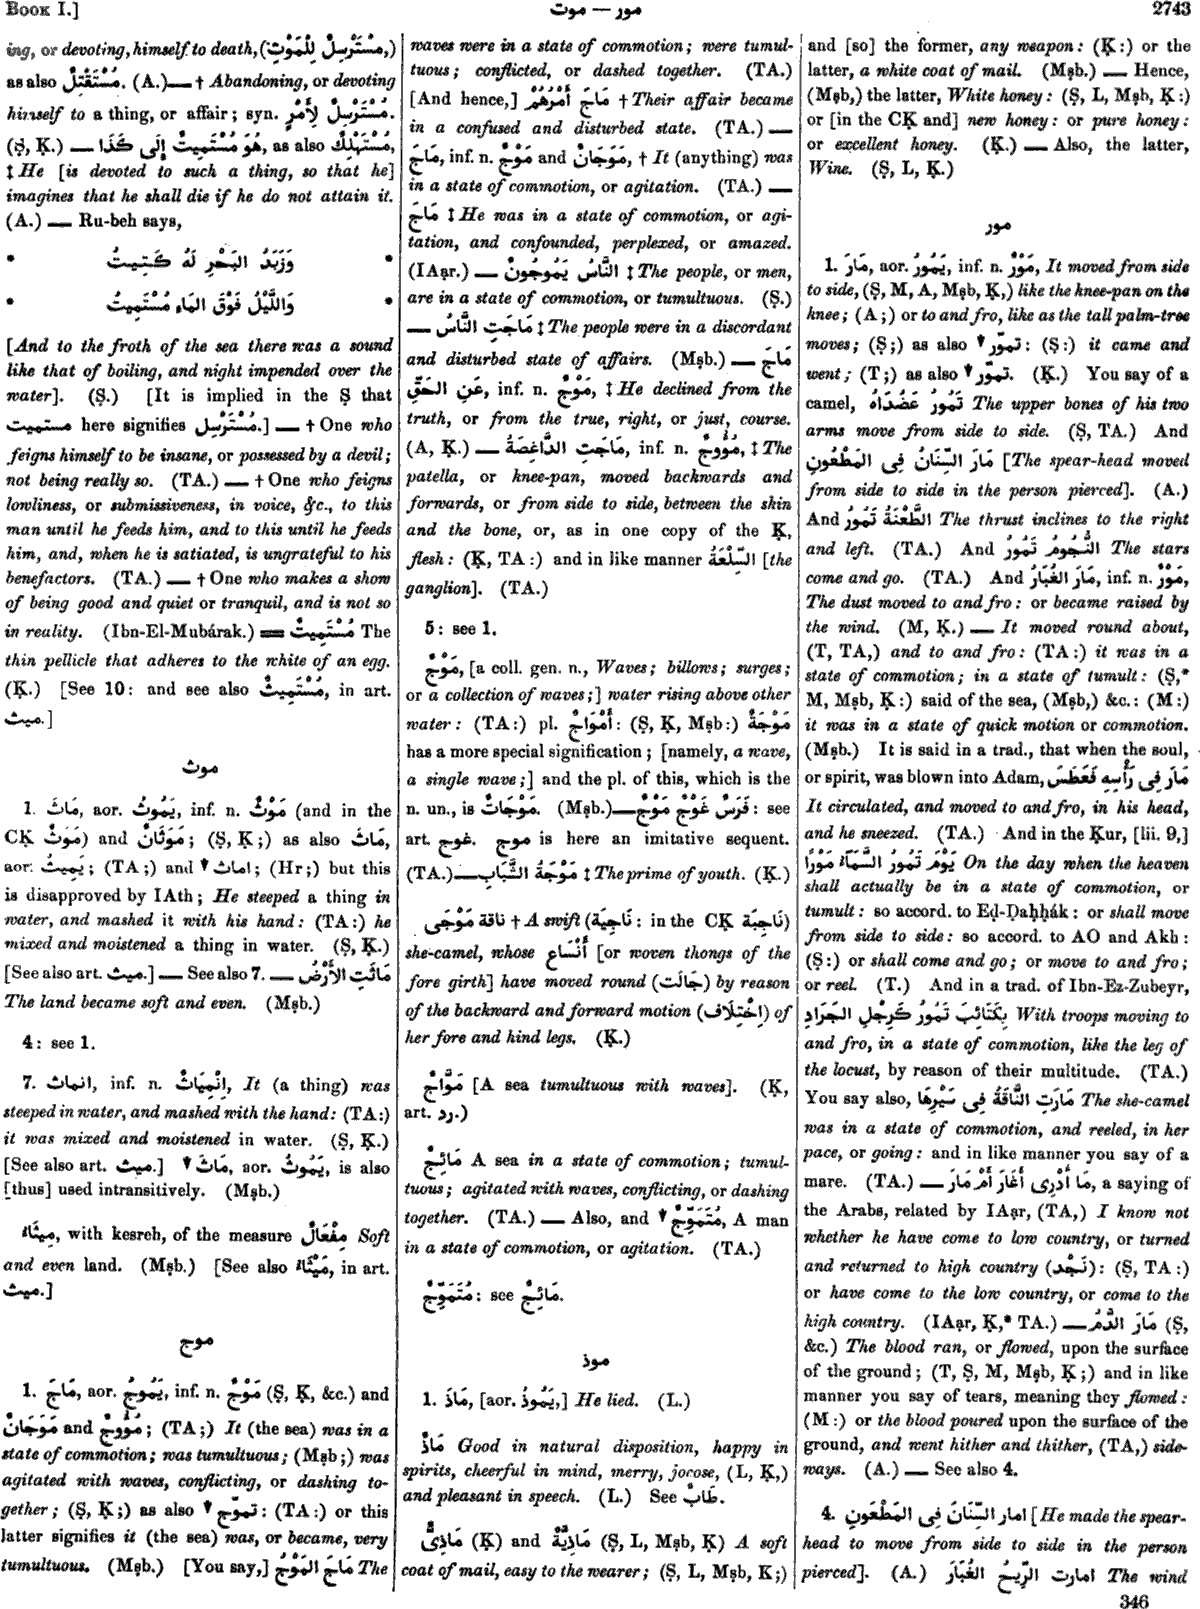 BOOK I.]
موت — مور
2743
ing, or devoting, himself to death, (مُسْتَرْسِلٌ لِلْمَوْتِ,)
as also مُسْتَقْتِلٌ. (A.) — † Abandoning, or devoting
himself to a thing, or affair; syn. مُسْتَرْسِلٌ لِأَمْرٍ.
(Ṣ, Ḳ.) — هُوَ مُسْتَمِيتٌ إِلَى كَذَا, as also مُسْتَهْلِكٌ,
‡ He [is devoted to such a thing, so that he]
imagines that he shall die if he do not attain it.
(A.) — Ru-beh says,
* وَزَبَدُ البَحْرِ لَهُ كَتِيتُ *
* وَاللَّيْلُ فَوْقَ المَاءِ مُسْتَمِيتُ *
[And to the froth of the sea there was a sound
like that of boiling, and night impended over the
water]. (Ṣ.) [It is implied in the Ṣ that
مستميت here signifies مُسْتَرْسِلٌ.] — † One who
feigns himself to be insane, or possessed by a devil;
not being really so. (TA.) — † One who feigns
lowliness, or submissiveness, in voice, &c., to this
man until he feeds him, and to this until he feeds
him, and, when he is satiated, is ungrateful to his
benefactors. (TA.) — † One who makes a show
of being good and quiet or tranquil, and is not so
in reality. (Ibn-El-Mubárak.) = مُسْتَمِيتٌ The
thin pellicle that adheres to the white of an egg.
(Ḳ.) [See 10: and see also مُسْتَمِيثٌ, in art.
ميث.]
موث
1. مَاثَ, aor. يَمُوثُ, inf. n. مَوْثٌ (and in the
CḲ مَوَثٌ) and مَوَثَانٌ; (Ṣ, Ḳ;) as also مَاثَ,
aor. يَمِيثُ; (TA;) and ▼ اماث; (Hr;) but this
is disapproved by IAth; He steeped a thing in
water, and mashed it with his hand: (TA:) he
mixed and moistened a thing in water. (Ṣ, Ḳ.)
[See also art. ميث.] — See also 7. — مَاثَتِ الأَرْضُ
The land became soft and even. (Mṣb.)
4: see 1.
7. انماث, inf. n. اِنْمِيَاثٌ, It (a thing) was
steeped in water, and mashed with the hand: (TA:)
it was mixed and moistened in water. (Ṣ, Ḳ.)
[See also art. ميث.] ▼ مَاثَ, aor. يَمُوثُ, is also
[thus] used intransitively. (Mṣb.)
مِيثَاءٌ, with kesreh, of the measure مِفْعَالٌ Soft
and even land. (Mṣb.) [See also مَيْثَاءُ, in art.
ميث.]
موج
1. مَاجَ, aor. يَمُوجُ, inf. n. مَوْجٌ (Ṣ, Ḳ, &c.) and
مَوَجَانٌ and مُؤُوجٌ; (TA;) It (the sea) was in a
state of commotion; was tumultuous; (Mṣb;) was
agitated with waves, conflicting, or dashing to-
gether; (Ṣ, Ḳ;) as also ▼ تموّج: (TA:) or this
latter signifies it (the sea) was, or became, very
tumultuous. (Mṣb.) [You say,] مَاجَ المَوْجُ The
waves were in a state of commotion; were tumul-
tuous; conflicted, or dashed together. (TA.)
[And hence,] مَاجَ أَمْرُهُمْ † Their affair became
in a confused and disturbed state. (TA.) —
مَاجَ, inf. n. مَوْجٌ and مَوَجَانٌ, † It (anything) was
in a state of commotion, or agitation. (TA.) —
مَاجَ ‡ He was in a state of commotion, or agi-
tation, and confounded, perplexed, or amazed.
(IAạr.) — النَّاسُ يَمُوجُونَ ‡ The people, or men,
are in a state of commotion, or tumultuous. (Ṣ.)
— مَاجَتِ النَّاسُ ‡ The people were in a discordant
and disturbed state of affairs. (Mṣb.) — مَاجَ
عَنِ الحَقِّ, inf. n. مَوْجٌ, ‡ He declined from the
truth, or from the true, right, or just, course.
(A, Ḳ.) — مَاجَتِ الدَّاغِصَةُ, inf. n. مُؤُوجٌ, ‡ The
patella, or knee-pan, moved backwards and
forwards, or from side to side, between the skin
and the bone, or, as in one copy of the Ḳ,
flesh: (Ḳ, TA:) and in like manner السِّلْعَةُ [the
ganglion]. (TA.)
5: see 1.
مَوْجٌ, [a coll. gen. n., Waves; billows; surges;
or a collection of waves;] water rising above other
water: (TA:) pl. أَمْوَاجٌ: (Ṣ, Ḳ, Mṣb:) مَوْجَةٌ
has a more special signification; [namely, a wave,
a single wave;] and the pl. of this, which is the
n. un., is مَوْجَاتٌ. (Mṣb.) — فَرَسٌ غَوْجٌ مَوْجٌ: see
art. غوج. موج is here an imitative sequent.
(TA.) — مَوْجَةُ الشَّبَابِ ‡ The prime of youth. (Ḳ.)
ناقة مَوْجَى † A swift (نَاجِيَة: in the CḲ نَاجِبَة)
she-camel, whose أَنْسَاع [or woven thongs of the
fore girth] have moved round (جَالَت) by reason
of the backward and forward motion (اِخْتِلَاف) of
her fore and hind legs. (Ḳ.)
مَوَّاجٌ [A sea tumultuous with waves]. (Ḳ,
art. رد.)
مَائِجٌ A sea in a state of commotion; tumul-
tuous; agitated with waves, conflicting, or dashing
together. (TA.) — Also, and ▼ مُتَمَوِّجٌ, A man
in a state of commotion, or agitation. (TA.)
مُتَمَوِّجٌ: see مَائِجٌ.
موذ
1. مَاذَ, [aor. يَمُوذُ,] He lied. (L.)
مَاذٌ Good in natural disposition, happy in
spirits, cheerful in mind, merry, jocose, (L, Ḳ,)
and pleasant in speech. (L.) See طَابٌ.
مَاذِىٌّ (Ḳ) and مَاذِيَّةٌ (Ṣ, L, Mṣb, Ḳ) A soft
coat of mail, easy to the wearer; (Ṣ, L, Mṣb, K;)
and [so] the former, any weapon: (Ḳ:) or the
latter, a white coat of mail. (Mṣb.) — Hence,
(Mṣb,) the latter, White honey: (Ṣ, L, Mṣb, Ḳ:)
or [in the CḲ and] new honey: or pure honey:
or excellent honey. (Ḳ.) — Also, the latter,
Wine. (Ṣ, L, Ḳ.)
مور
1. مَارَ, aor. يَمُورُ, inf. n. مَوْرٌ, It moved from side
to side, (Ṣ, M, A, Mṣb, Ḳ,) like the knee-pan on the
knee; (A;) or to and fro, like as the tall palm-tree
moves; (Ṣ;) as also ▼ تموّر: (Ṣ:) it came and
went; (T;) as also ▼ تموّر. (Ḳ.) You say of a
camel, تَمُورُ عَضُدَاهُ The upper bones of his two
arms move from side to side. (Ṣ, TA.) And
مَارَ السِّنَانُ فِى المَطْعُونِ [The spear-head moved
from side to side in the person pierced]. (A.)
And الطَّعْنَةُ تَمُورُ The thrust inclines to the right
and left. (TA.) And النُّجُومُ تَمُورُ The stars
come and go. (TA.) And مَارَ الغُبَارُ, inf. n. مَوْرٌ,
The dust moved to and fro: or became raised by
the wind. (M, Ḳ.) — It moved round about,
(T, TA,) and to and fro: (TA:) it was in a
state of commotion; in a state of tumult: (Ṣ,*
M, Mṣb, Ḳ:) said of the sea, (Mṣb,) &c.: (M:)
it was in a state of quick motion or commotion.
(Mṣb.) It is said in a trad., that when the soul,
or spirit, was blown into Adam, مَارَ فِى رَأْسِهِ فَعَطَسَ
It circulated, and moved to and fro, in his head,
and he sneezed. (TA.) And in the Ḳur, [lii. 9,]
يَوْمَ تَمُورُ السَّمَآءُ مَوْرًا On the day when the heaven
shall actually be in a state of commotion, or
tumult: so accord. to Eḍ-Ḍaḥḥák: or shall move
from side to side: so accord. to AO and Akh:
(Ṣ:) or shall come and go; or move to and fro;
or reel. (T.) And in a trad. of Ibn-Ez-Zubeyr,
بِكَتَائِبَ تَمُورُ كَرِجْلِ الجَرَادِ With troops moving to
and fro, in a state of commotion, like the leg of
the locust, by reason of their multitude. (TA.)
You say also, مَارَتِ النَّاقَةُ فِى سَيْرِهَا The she-camel
was in a state of commotion, and reeled, in her
pace, or going: and in like manner you say of a
mare. (TA.) — مَا أَدْرِى أَغَارَ أَمْ مَارَ, a saying of
the Arabs, related by IAạr, (TA,) I know not
whether he have come to low country, or turned
and returned to high country (نَجْد): (Ṣ, TA:)
or have come to the low country, or come to the
high country. (IAạr, Ḳ,* TA.) — مَارَ الدَّمُ (Ṣ,
&c.) The blood ran, or flowed, upon the surface
of the ground; (T, Ṣ, M, Mṣb, Ḳ;) and in like
manner you say of tears, meaning they flowed:
(M:) or the blood poured upon the surface of the
ground, and went hither and thither, (TA,) side-
ways. (A.) — See also 4.
4. امار السِّنَانَ فِى المَطْعُونِ [He made the spear-
head to move from side to side in the person
pierced]. (A.) امارت الرِّيحُ الغُبَارَ The wind
346